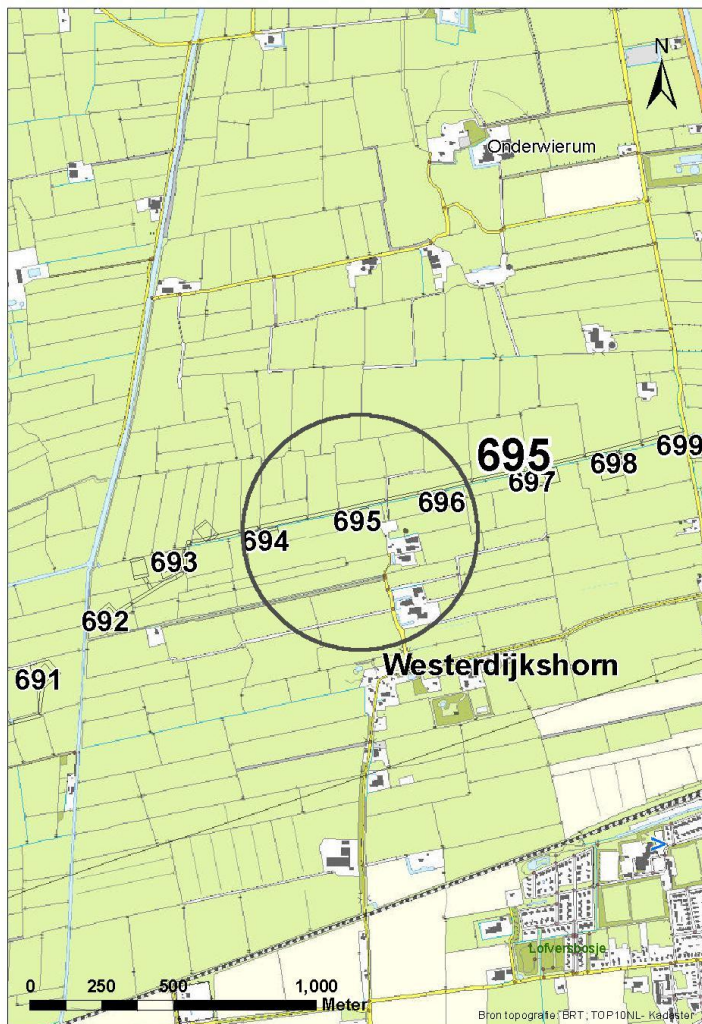 N
Onderwierum
695
699
698
697
696
695
694
693
692
691
Westerdijkshorn
Lofversbosje
0 250 500 1,000
Meter
Bron topografie: BRT; TOP10NL- Kadaster